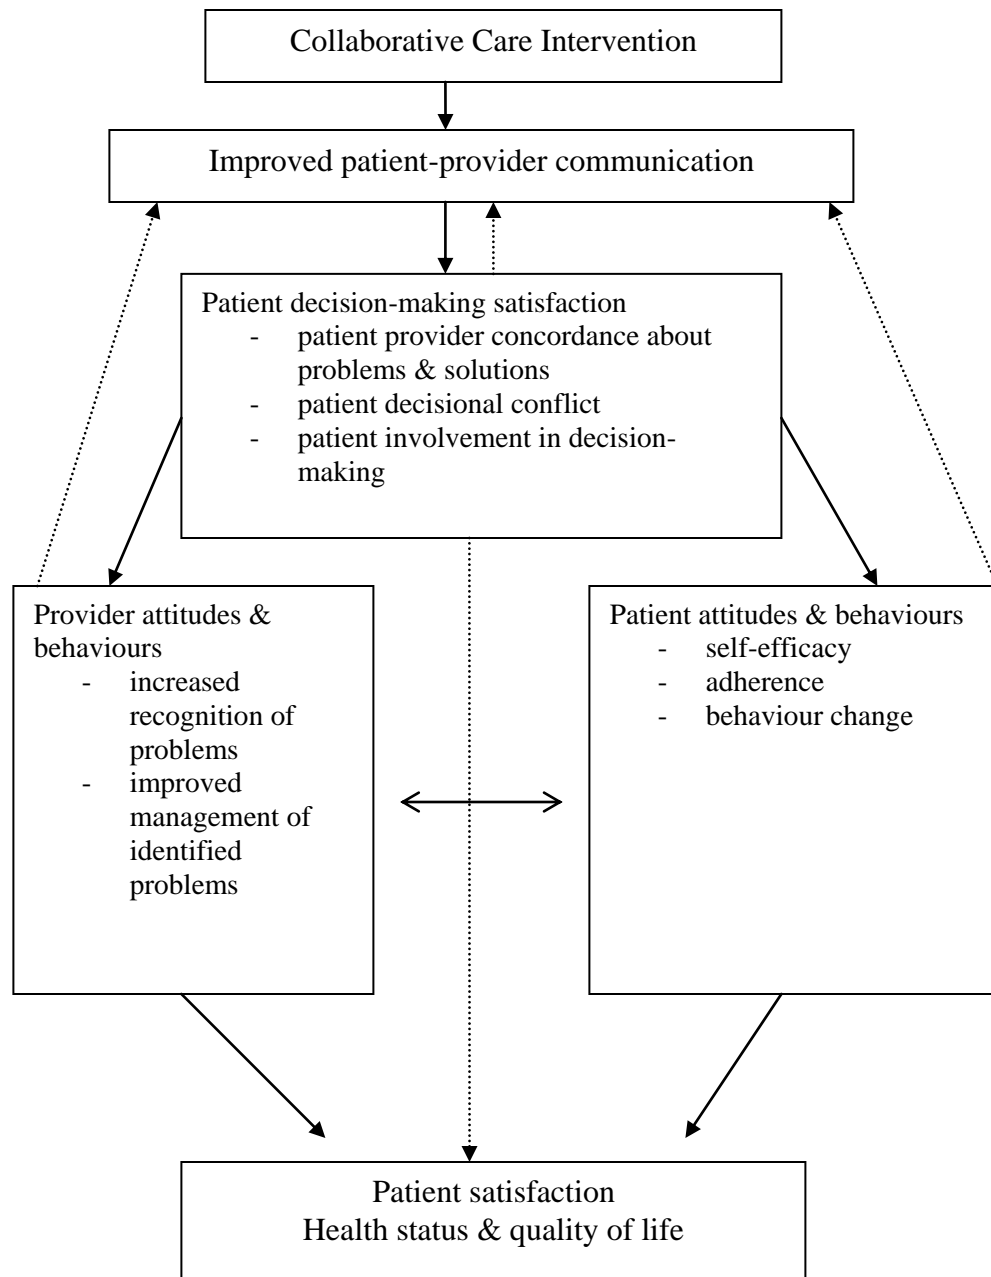 Collaborative Care Intervention
Improved patient-provider communication
Patient decision-making satisfaction
- patient provider concordance about
problems & solutions
- patient decisional conflict
- patient involvement in decision-
making
Provider attitudes &
behaviours
- increased
recognition of
problems
- improved
management of
identified
problems
Patient attitudes & behaviours
- self-efficacy
- adherence
- behaviour change
Patient satisfaction
Health status & quality of life